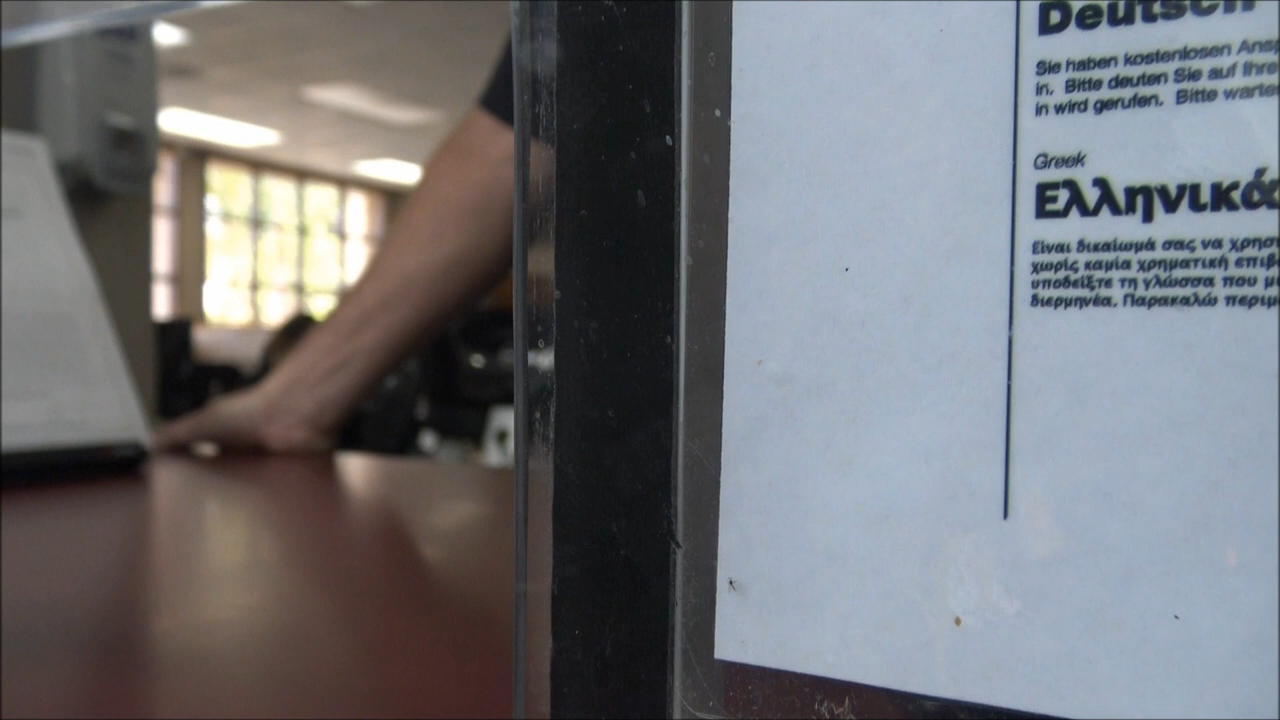 Deutsch
Sie haben kostenlosen
in. Bitte deuten Sie auf Ihre
in wird gerufen. Bitte
Greek
Ελληνικά
Είναι δικαίωμά σας να
χωρίς καμία χρηματική
υποδείξτε τη γλώσσα που
διερμηνέα. Παρακαλώ